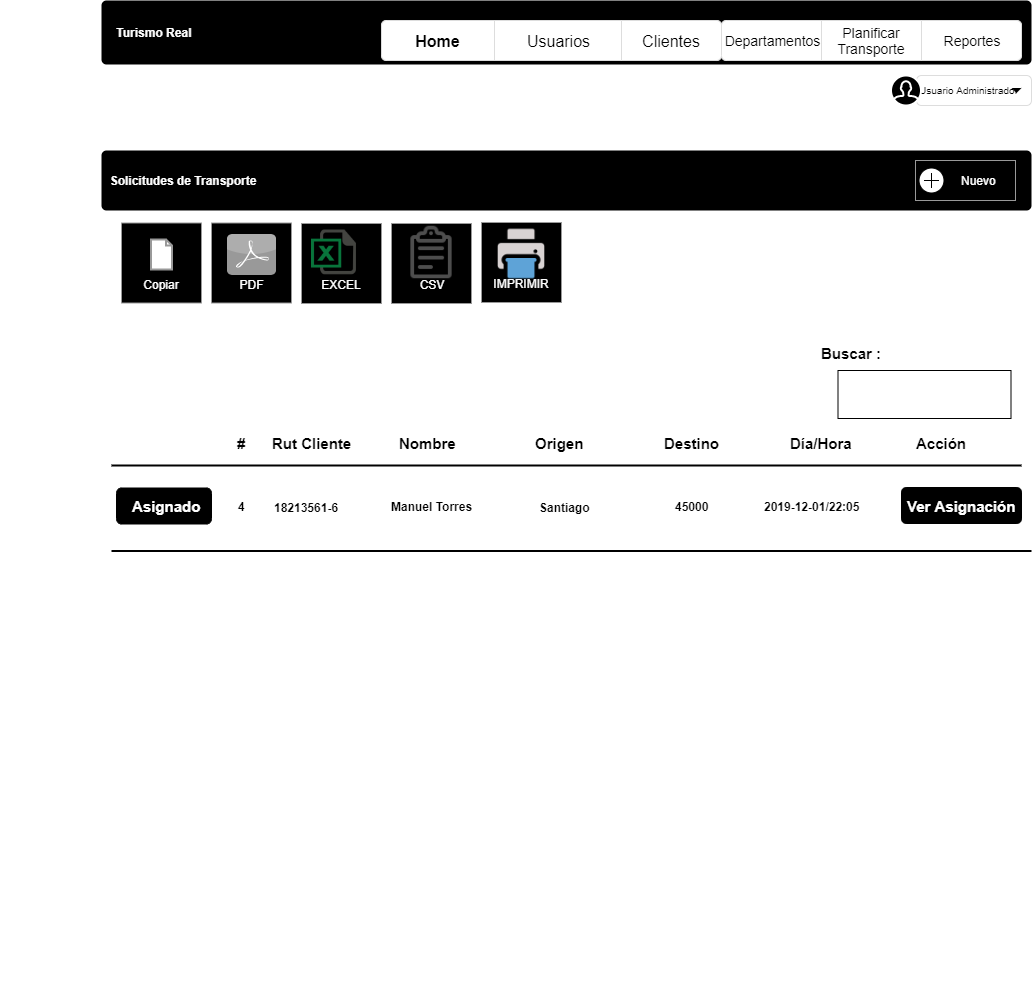 Turismo Real
Home
Usuarios
Clientes
Departamentos
Planificar
Transporte
Reportes
Usuario Administrador
Solicitudes de Transporte
Nuevo
Copiar
PDF
EXCEL
CSV
IMPRIMIR
Buscar :
# Rut Cliente Nombre Origen Destino Día/Hora Acción
Asignado 4 18213561-6 Manuel Torres Santiago 45000 2019-12-01/22:05 Ver Asignación